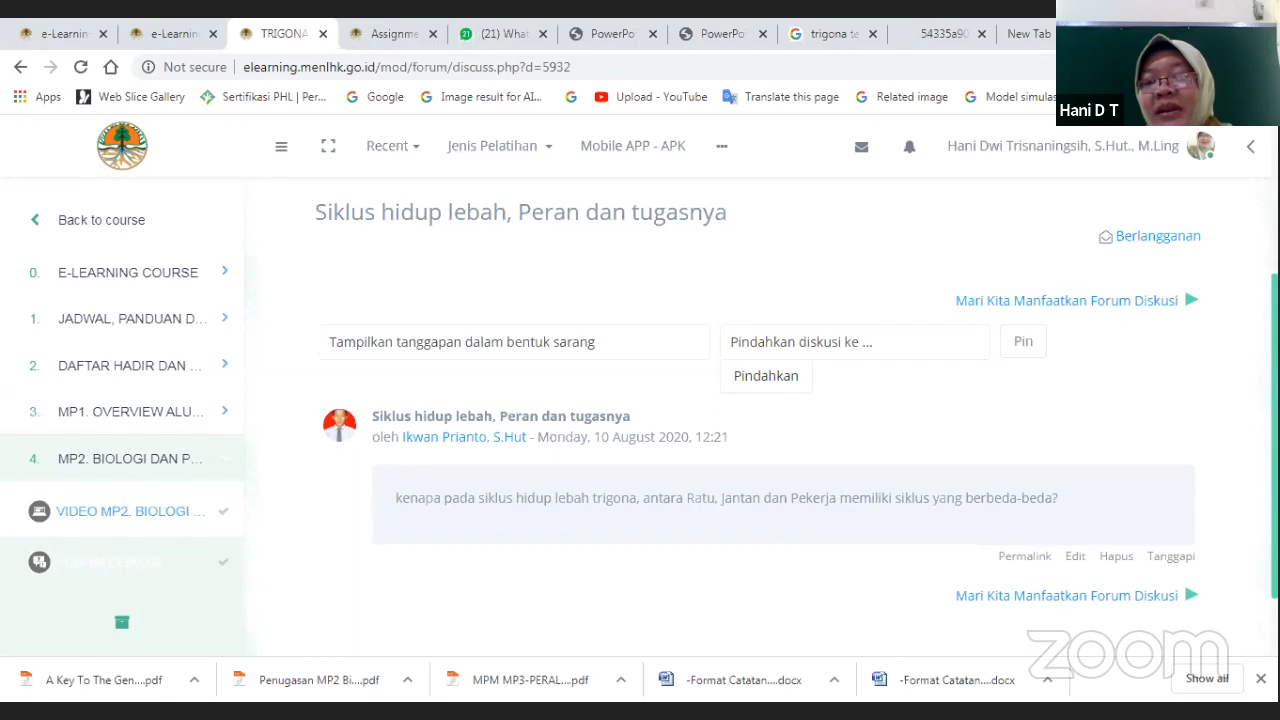 e-Learnin
e-Learnin
TRIGONA
Assignme
(21) What
PowerPo
PowerPo
trigona te
54335a90
New Tab
Not secure
elearning.menlhk.go.id/mod/forum/discuss.php?d=5932
Apps
Web Slice Gallery
Sertifikasi PHL | Per...
Google
Image result for AI...
Upload - YouTube
Translate this page
Related image
Model simulas
Hani D T
Recent
Jenis Pelatihan
Mobile APP - APK
Hani Dwi Trisnaningsih, S.Hut., M.Ling
Back to course
0. E-LEARNING COURSE
1. JADWAL, PANDUAN D...
2. DAFTAR HADIR DAN ...
3. MP1. OVERVIEW ALU...
4. MP2. BIOLOGI DAN P...
VIDEO MP2. BIOLOGI ...
Siklus hidup lebah, Peran dan tugasnya
Berlangganan
Mari Kita Manfaatkan Forum Diskusi
Tampilkan tanggapan dalam bentuk sarang
Pindahkan diskusi ke ...
Pin
Pindahkan
Siklus hidup lebah, Peran dan tugasnya
oleh Ikwan Prianto, S.Hut - Monday, 10 August 2020, 12:21
kenapa pada siklus hidup lebah trigona, antara Ratu, Jantan dan Pekerja memiliki siklus yang berbeda-beda?
Permalink Edit Hapus Tanggapi
Mari Kita Manfaatkan Forum Diskusi
zoom
A Key To The Gen....pdf
Penugasan MP2 Bi....pdf
MPM MP3-PERAL....pdf
-Format Catatan....docx
-Format Catatan....docx
Show all